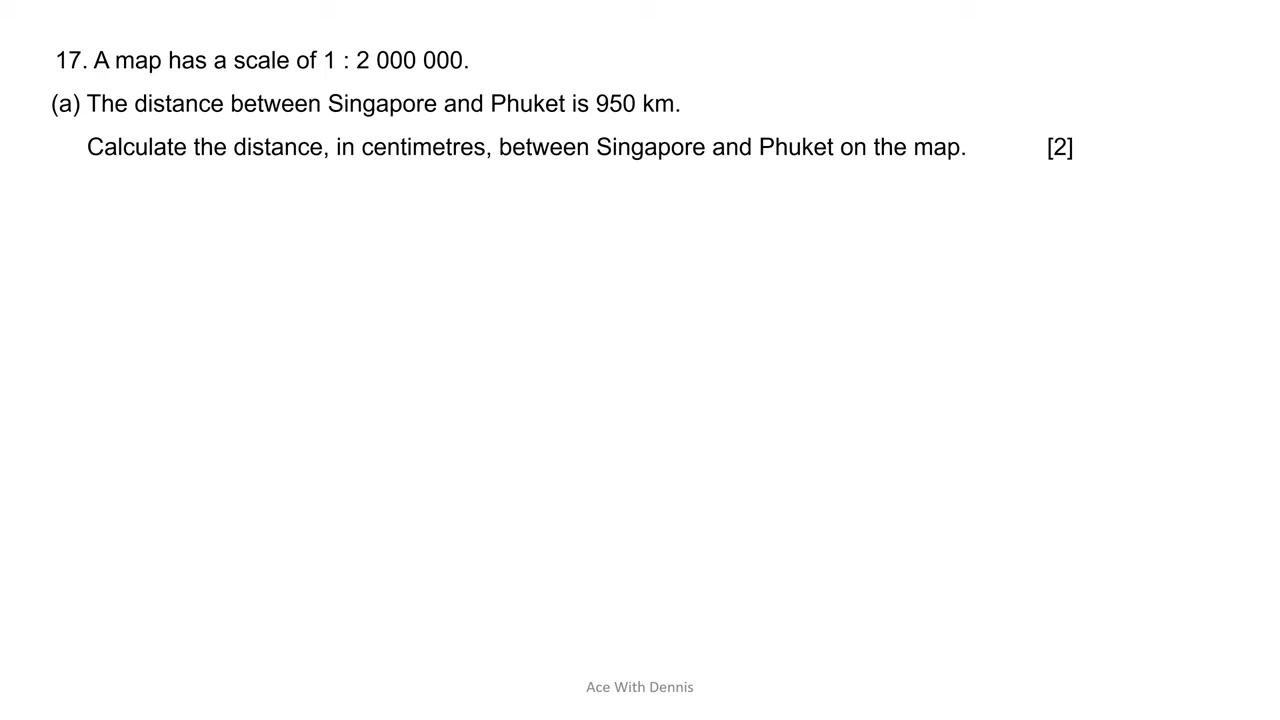 17. A map has a scale of 1 : 2 000 000.
(a) The distance between Singapore and Phuket is 950 km.
Calculate the distance, in centimetres, between Singapore and Phuket on the map. [2]
Ace With Dennis